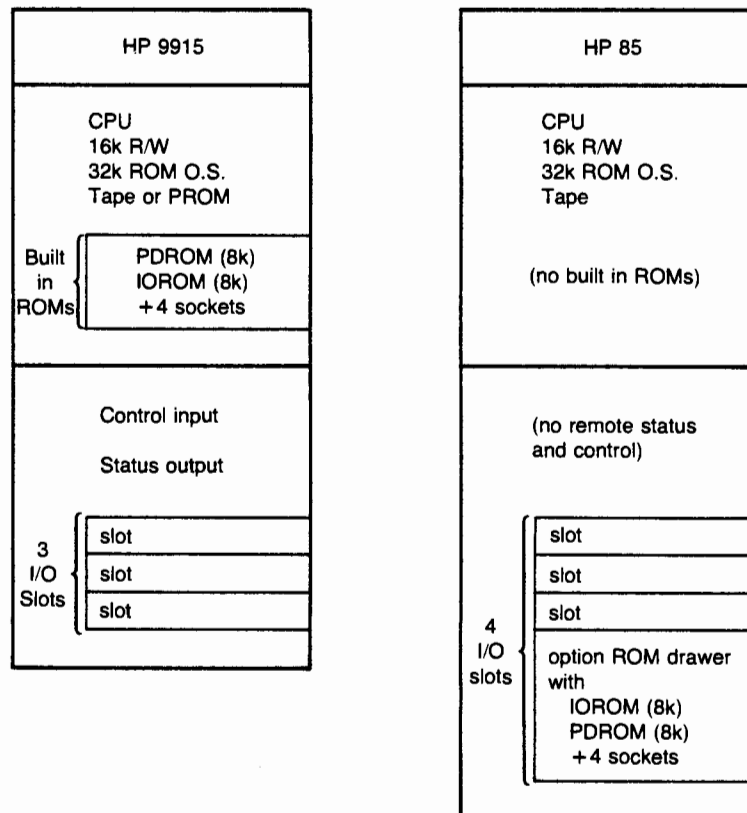 HP 9915
CPU
16k R/W
32k ROM O.S.
Tape or PROM
Built
in
ROMs
PDROM (8k)
IOROM (8k)
+4 sockets
Control input
Status output
3
I/O
Slots
slot
slot
slot
HP 85
CPU
16k R/W
32k ROM O.S.
Tape
(no built in ROMs)
(no remote status
and control)
4
I/O
slots
slot
slot
slot
option ROM drawer
with
IOROM (8k)
PDROM (8k)
+4 sockets